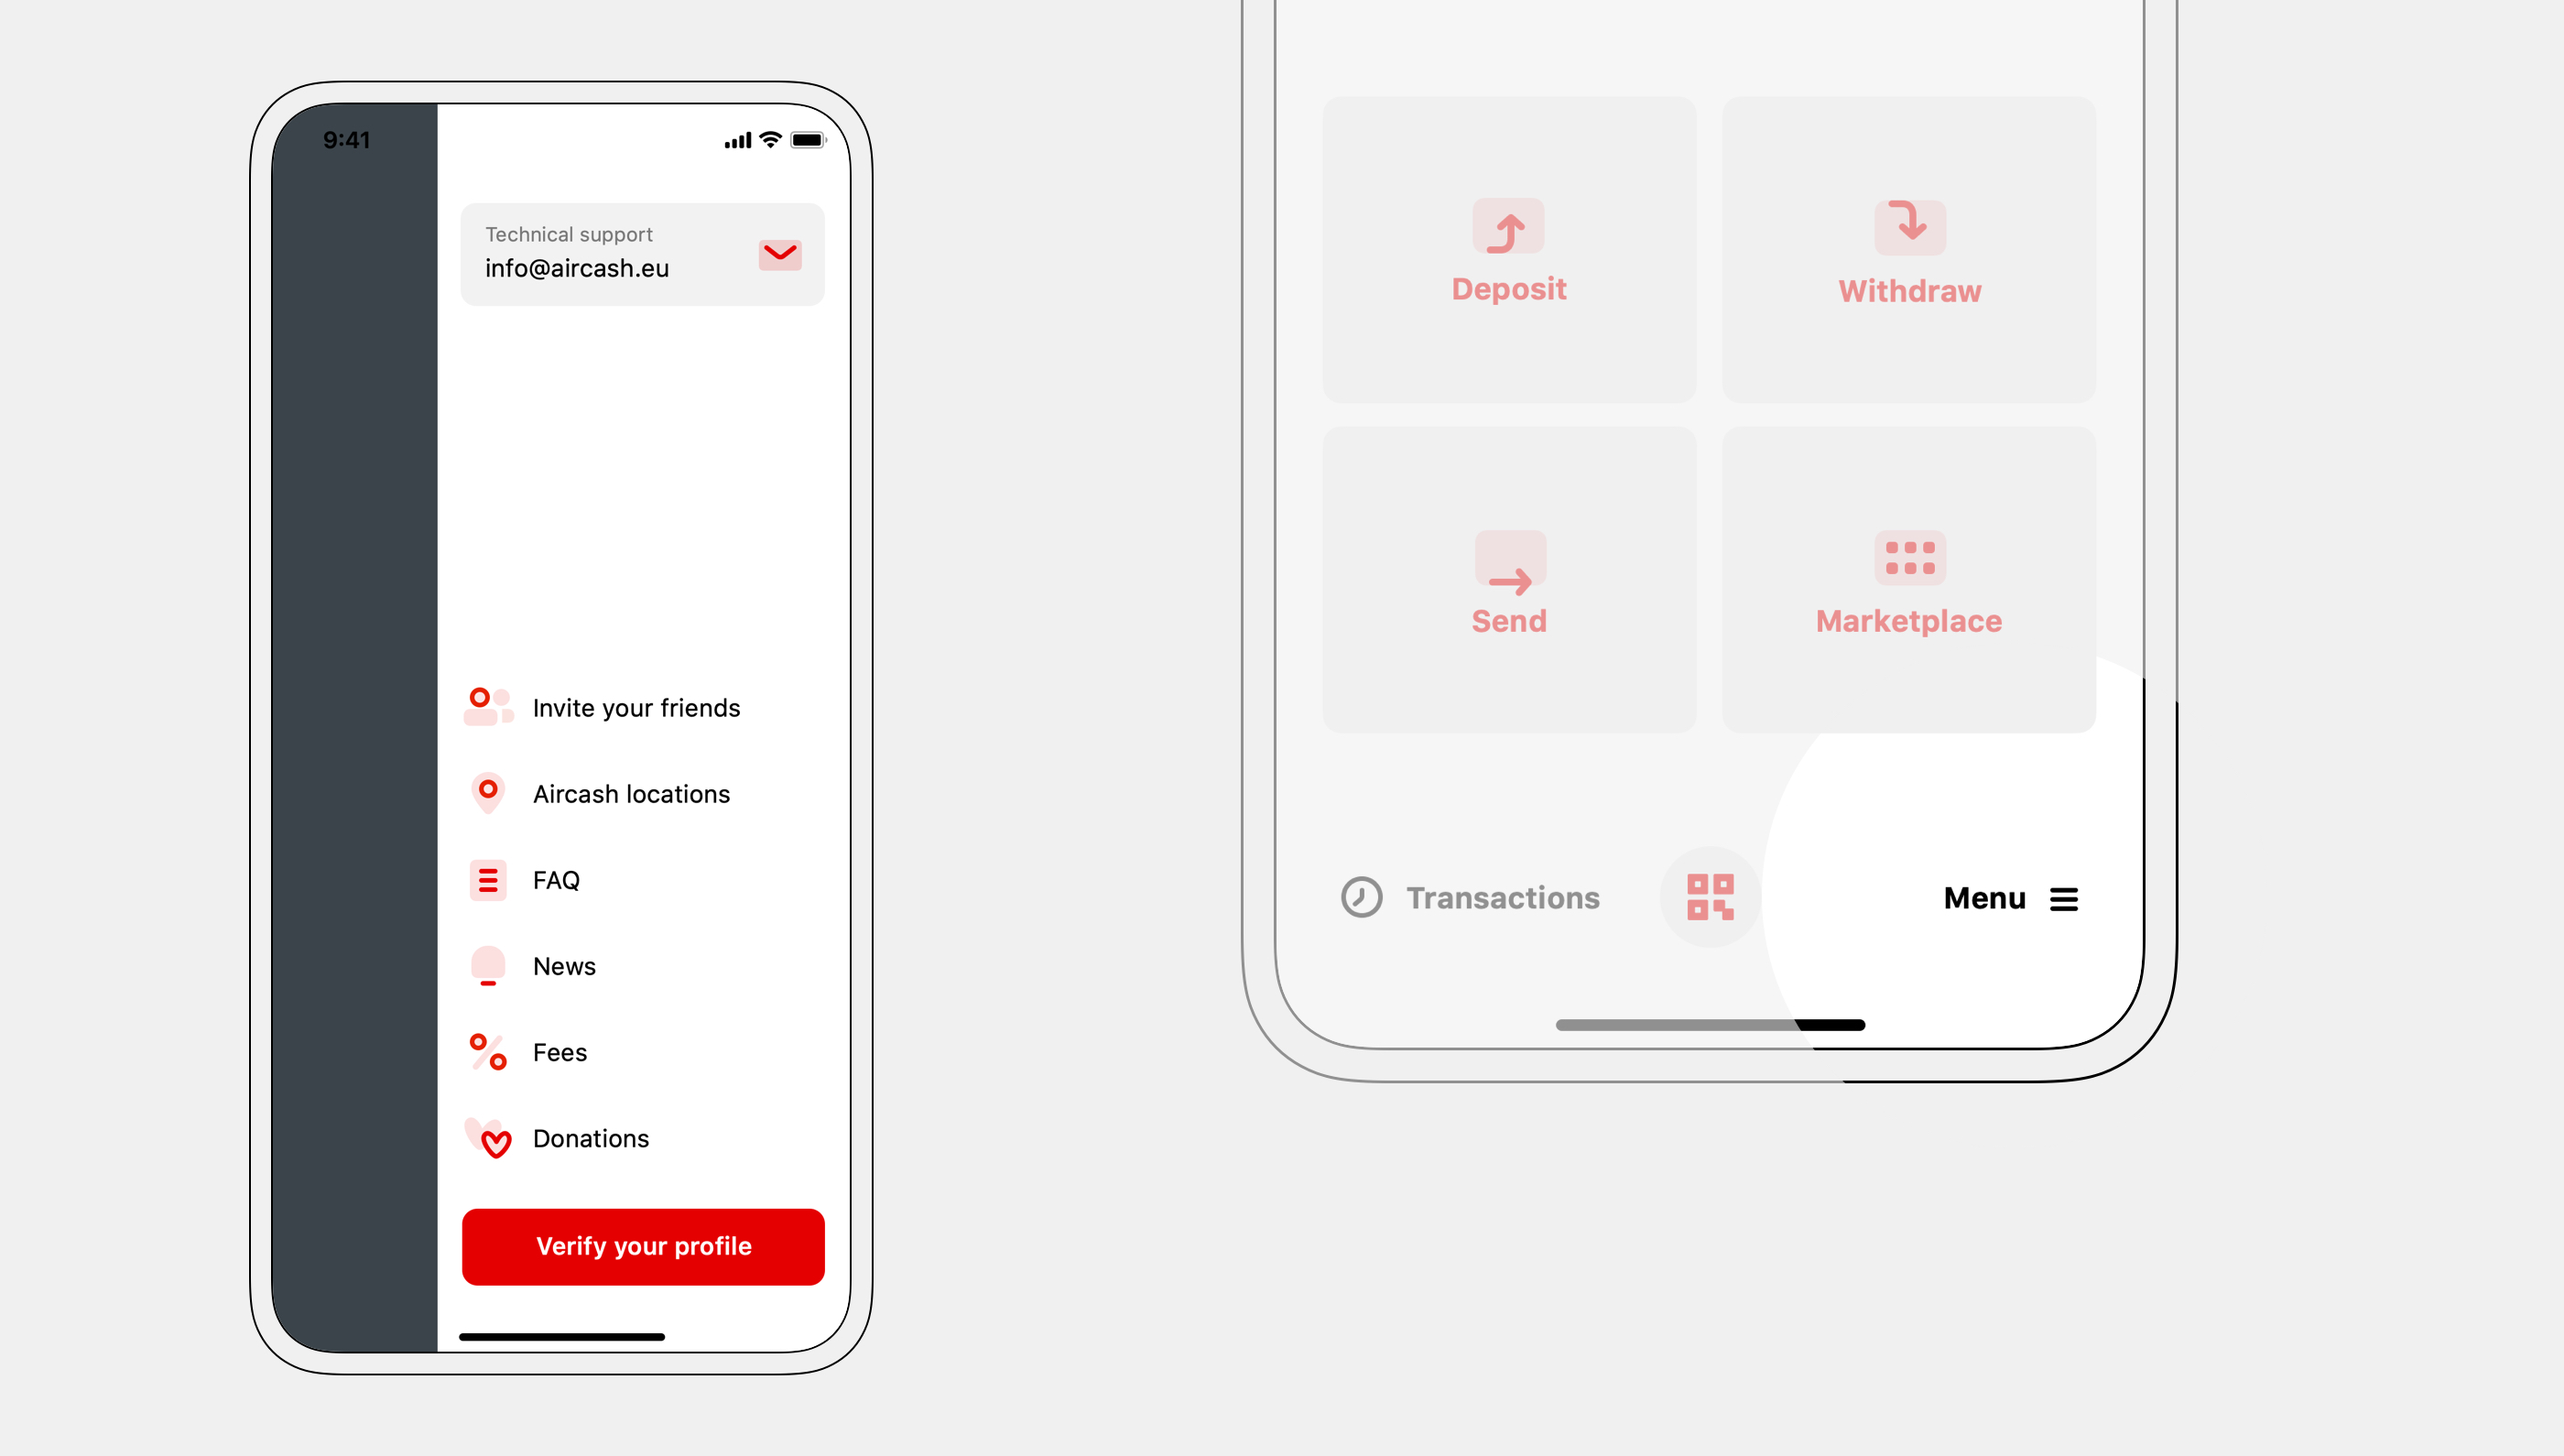 9:41
Technical support
info@aircash.eu
Invite your friends
Aircash locations
FAQ
News
Fees
Donations
Verify your profile
Deposit
Withdraw
Send
Marketplace
Transactions
Menu